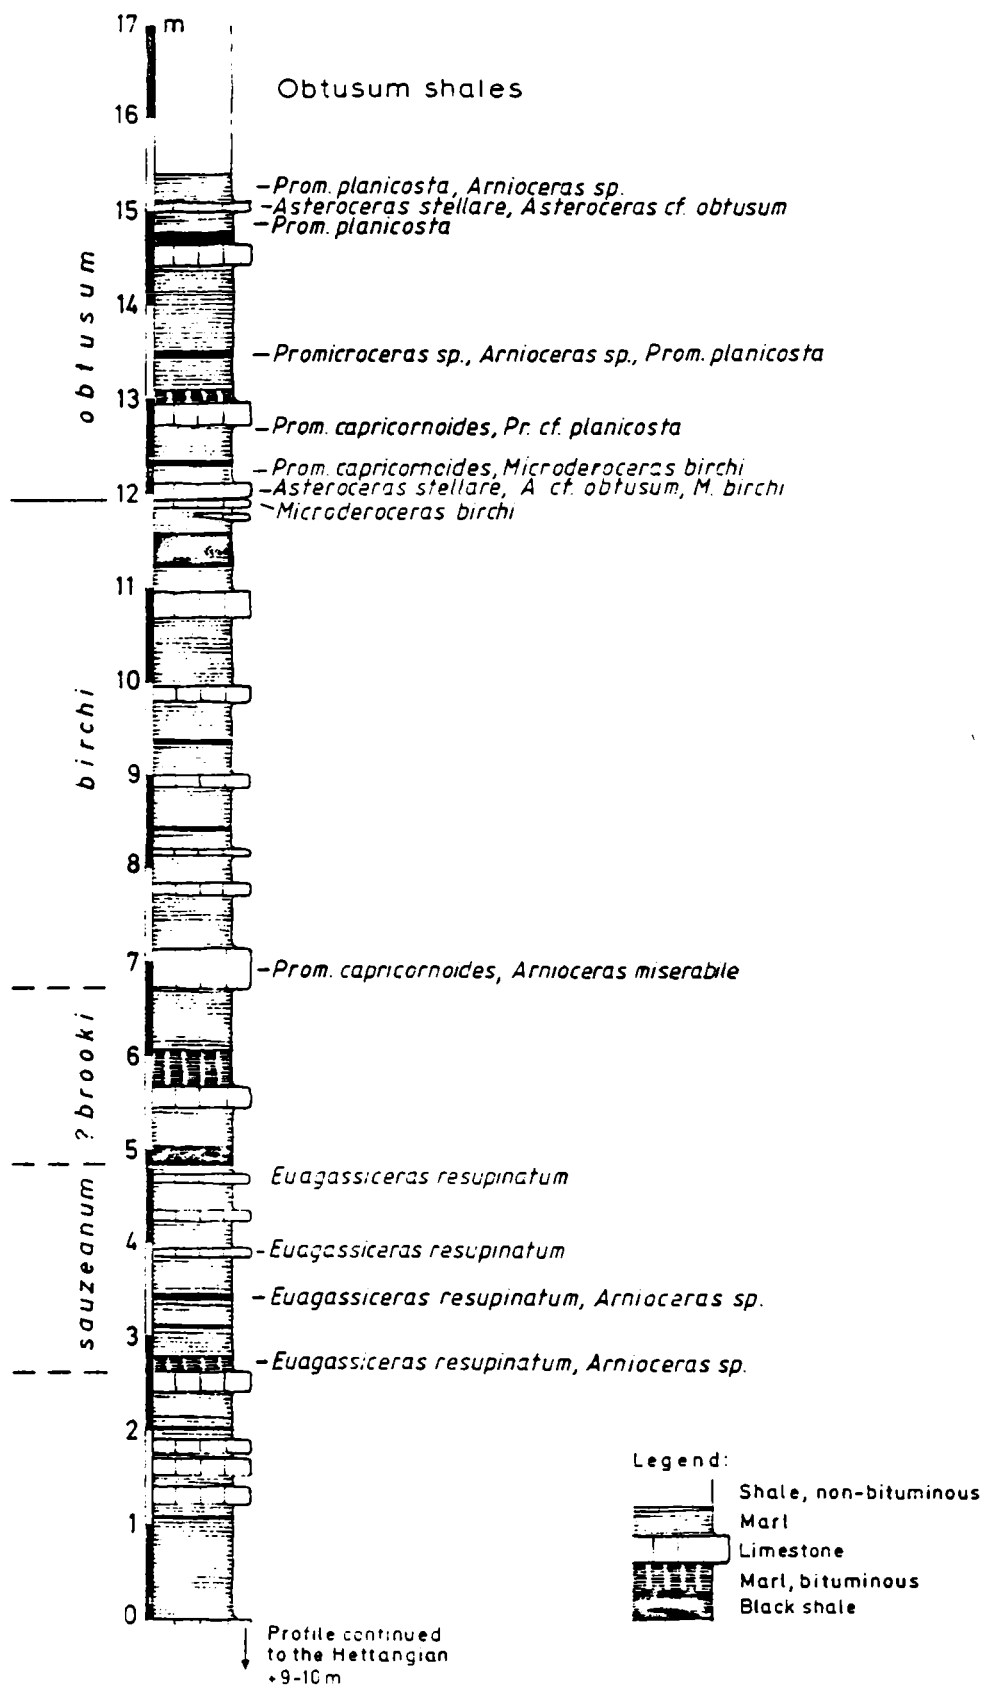 17 m
Obtusum shales
16
Prom. planicosta, Arnioceras sp.
Asteroceras stellare, Asteroceras cf. obtusum
15
Prom. planicosta
obtusum
14
Promicroceras sp., Arnioceras sp., Prom. planicosta
13
Prom. capricornoides, Pr. cf. planicosta
Prom. capricornoides, Microderoceras birchi
Asteroceras stellare, A cf. obtusum, M. birchi
12
Microderoceras birchi
11
10
birchi
9
8
7
Prom. capricornoides, Arnioceras miserabile
? brooki
6
5
Euagassiceras resupinatum
sauzeanum
4
Euagassiceras resupinatum
Euagassiceras resupinatum, Arnioceras sp.
3
Euagassiceras resupinatum, Arnioceras sp.
2
1
0
Legend:
Shale, non-bituminous
Marl
Limestone
Marl, bituminous
Black shale
Profile continued
to the Hettangian
+9-10 m